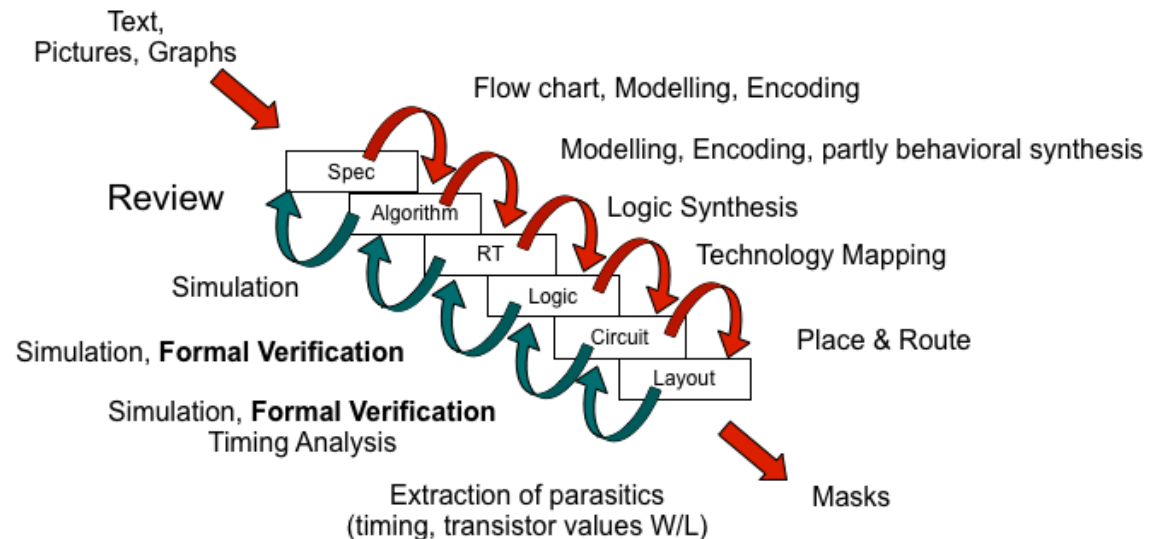 Text,
Pictures, Graphs
Flow chart, Modelling, Encoding
Modelling, Encoding, partly behavioral synthesis
Spec
Review
Algorithm
Logic Synthesis
RT
Technology Mapping
Simulation
Logic
Circuit
Place & Route
Simulation, Formal Verification
Layout
Simulation, Formal Verification
Timing Analysis
Extraction of parasitics
(timing, transistor values W/L)
Masks